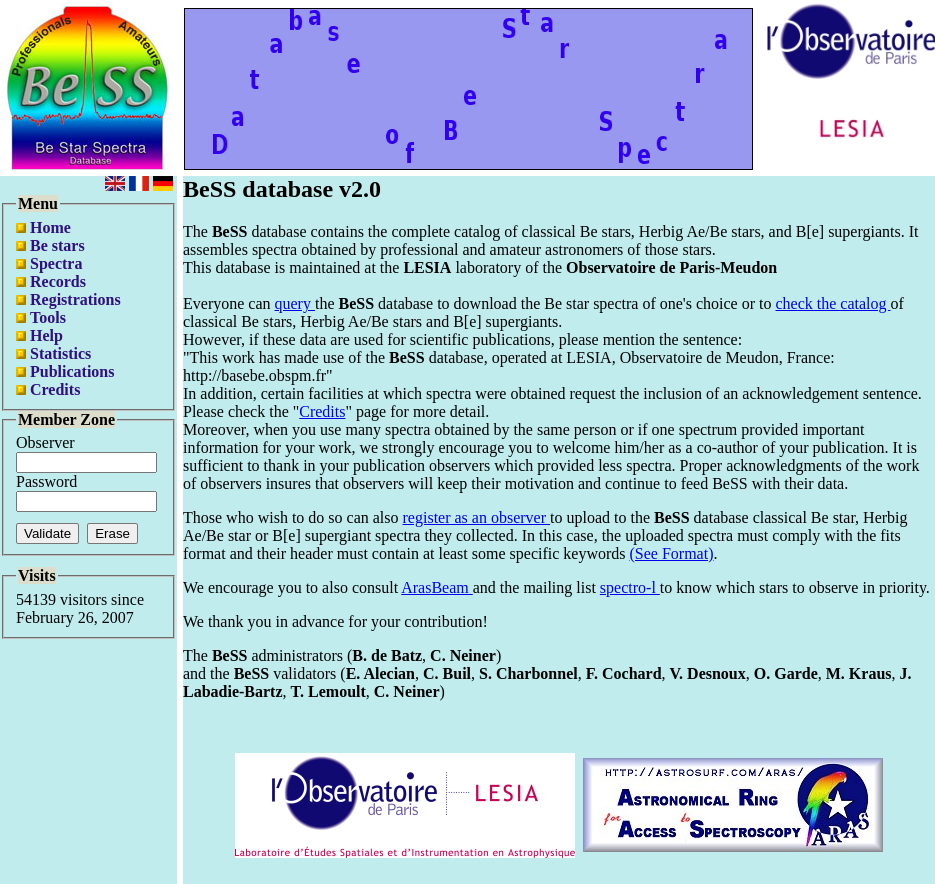 Professionals Amateurs
BeSS
Be Star Spectra
Database
Database of Be Star Spectra
l'Observatoire
de Paris
LESIA
Menu
Home
Be stars
Spectra
Records
Registrations
Tools
Help
Statistics
Publications
Credits
Member Zone
Observer
Password
Validate Erase
Visits
54139 visitors since
February 26, 2007
BeSS database v2.0
The BeSS database contains the complete catalog of classical Be stars, Herbig Ae/Be stars, and B[e] supergiants. It
assembles spectra obtained by professional and amateur astronomers of those stars.
This database is maintained at the LESIA laboratory of the Observatoire de Paris-Meudon
Everyone can query the BeSS database to download the Be star spectra of one's choice or to check the catalog of
classical Be stars, Herbig Ae/Be stars and B[e] supergiants.
However, if these data are used for scientific publications, please mention the sentence:
"This work has made use of the BeSS database, operated at LESIA, Observatoire de Meudon, France:
http://basebe.obspm.fr"
In addition, certain facilities at which spectra were obtained request the inclusion of an acknowledgement sentence.
Please check the "Credits" page for more detail.
Moreover, when you use many spectra obtained by the same person or if one spectrum provided important
information for your work, we strongly encourage you to welcome him/her as a co-author of your publication. It is
sufficient to thank in your publication observers which provided less spectra. Proper acknowledgments of the work
of observers insures that observers will keep their motivation and continue to feed BeSS with their data.
Those who wish to do so can also register as an observer to upload to the BeSS database classical Be star, Herbig
Ae/Be star or B[e] supergiant spectra they collected. In this case, the uploaded spectra must comply with the fits
format and their header must contain at least some specific keywords (See Format).
We encourage you to also consult ArasBeam and the mailing list spectro-l to know which stars to observe in priority.
We thank you in advance for your contribution!
The BeSS administrators (B. de Batz, C. Neiner)
and the BeSS validators (E. Alecian, C. Buil, S. Charbonnel, F. Cochard, V. Desnoux, O. Garde, M. Kraus, J.
Labadie-Bartz, T. Lemoult, C. Neiner)
l'Observatoire
de Paris
LESIA
Laboratoire d'Études Spatiales et d'Instrumentation en Astrophysique
HTTP://ASTROSURF.COM/ARAS/
ASTRONOMICAL RING
for ACCESS to SPECTROSCOPY
ARAS